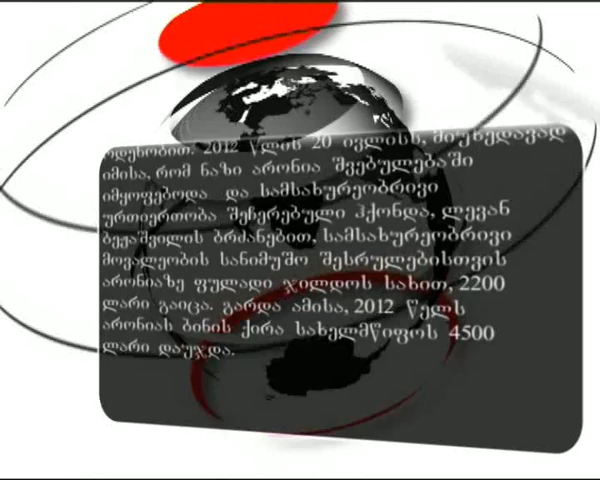 ოდენობით. 2012 წლის 20 ივლისს, მიუხედავად
იმისა, რომ ნაზი არონია შვებულებაში
იმყოფებოდა და სამსახურეობრივი
ურთიერთობა შეჩერებული ჰქონდა, ლევან
ბეჟაშვილის ბრძანებით, სამსახურეობრივი
მოვალეობის სანიმუშო შესრულებისთვის
არონიაზე ფულადი ჯილდოს სახით, 2200
ლარი გაიცა. გარდა ამისა, 2012 წელს
არონიას ბინის ქირა სახელმწიფოს 4500
ლარი დაუჯდა.